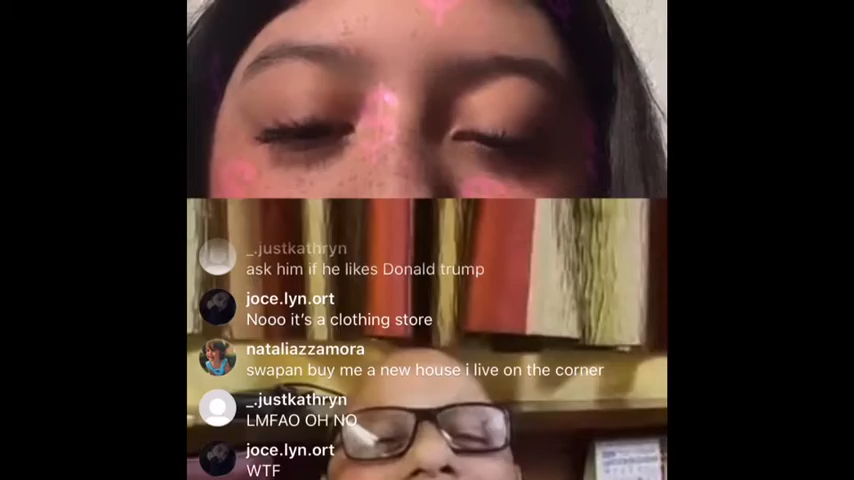 _.justkathryn
ask him if he likes Donald trump
joce.lyn.ort
Nooo it's a clothing store
nataliazzamora
swapan buy me a new house i live on the corner
_.justkathryn
LMFAO OH NO
joce.lyn.ort
WTF